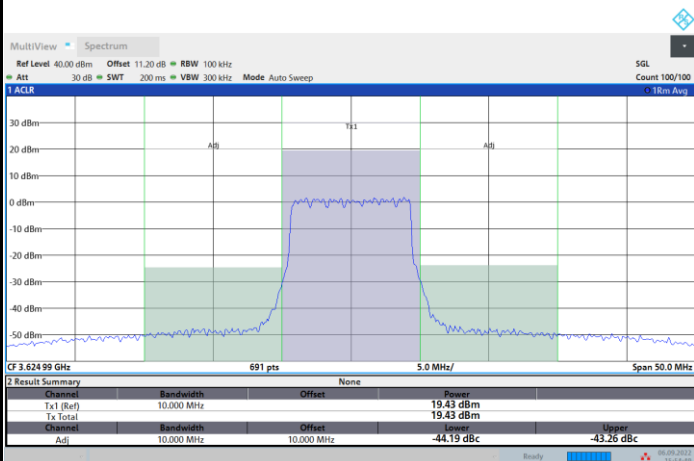 MultiView Spectrum
Ref Level 40.00 dBm Offset 11.20 dB RBW 100 kHz SGL
Att 30 dB SWT 200 ms VBW 300 kHz Mode Auto Sweep Count 100/100
1 ACLR 1Rm Avg
30 dBm
Tx1
Adj Adj
20 dBm
10 dBm
0 dBm
-10 dBm
-20 dBm
-30 dBm
-40 dBm
-50 dBm
CF 3.624 99 GHz 691 pts 5.0 MHz/ Span 50.0 MHz
2 Result Summary None
Channel Bandwidth Offset Power
Tx1 (Ref) 10.000 MHz 19.43 dBm
Tx Total 19.43 dBm
Channel Bandwidth Offset Lower Upper
Adj 10.000 MHz 10.000 MHz -44.19 dBc -43.26 dBc
Ready 06.09.2022